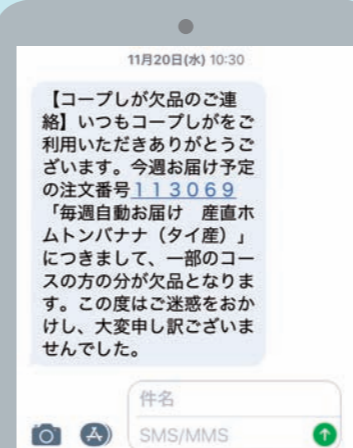 11月20日(水) 10:30
【コープしが欠品のご連
絡】いつもコープしがをご
利用いただきありがとうご
ざいます。今週お届け予定
の注文番号113069
「毎週自動お届け　産直ホ
ムトンバナナ（タイ産）」
につきまして、一部のコー
スの方の分が欠品となりま
す。この度はご迷惑をおか
けし、大変申し訳ございま
せんでした。
件名
SMS/MMS